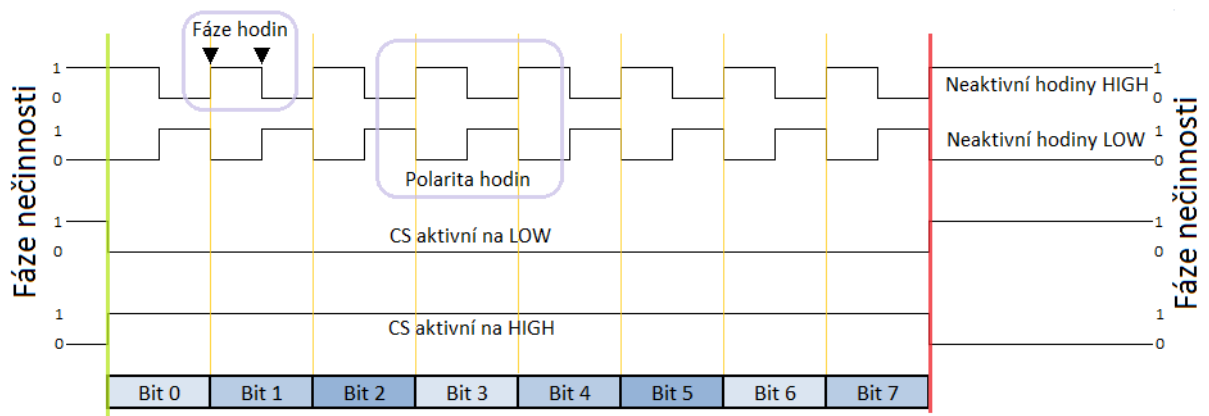 Fáze hodin
1
0
Neaktivní hodiny HIGH
1
0
1
0
Neaktivní hodiny LOW
1
0
Polarita hodin
Fáze nečinnosti
Fáze nečinnosti
1
0
CS aktivní na LOW
1
0
1
0
CS aktivní na HIGH
1
0
Bit 0 Bit 1 Bit 2 Bit 3 Bit 4 Bit 5 Bit 6 Bit 7